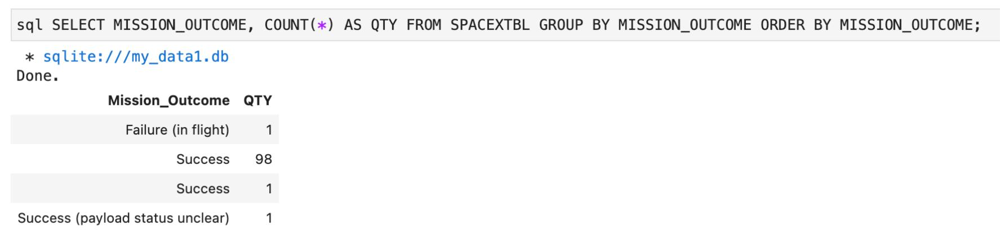 sql SELECT MISSION_OUTCOME, COUNT(*) AS QTY FROM SPACEXTBL GROUP BY MISSION_OUTCOME ORDER BY MISSION_OUTCOME;
* sqlite:///my_data1.db
Done.
Mission_Outcome QTY
Failure (in flight) 1
Success 98
Success 1
Success (payload status unclear) 1